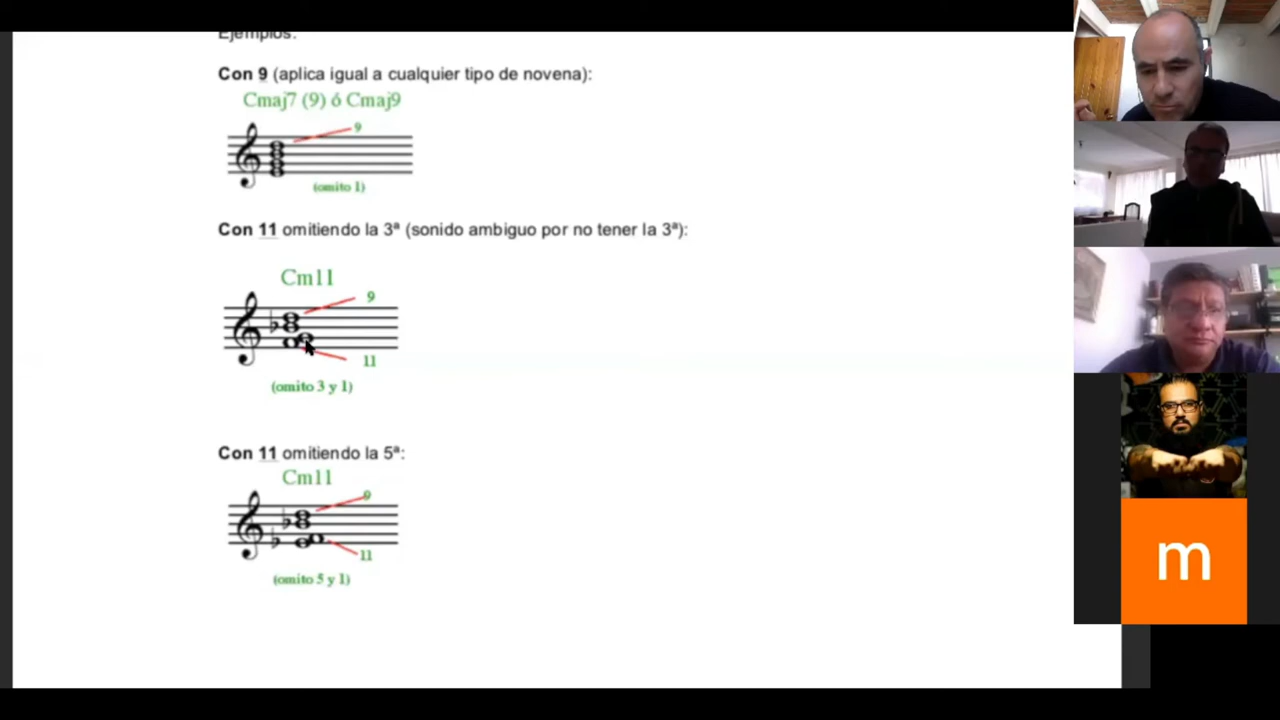 Ejemplos:
Con 9 (aplica igual a cualquier tipo de novena):
Cmaj7 (9) ó Cmaj9
9
(omito 1)
Con 11 omitiendo la 3ª (sonido ambiguo por no tener la 3ª):
Cm11
9
11
(omito 3 y 1)
Con 11 omitiendo la 5ª:
Cm11
9
11
(omito 5 y 1)
m